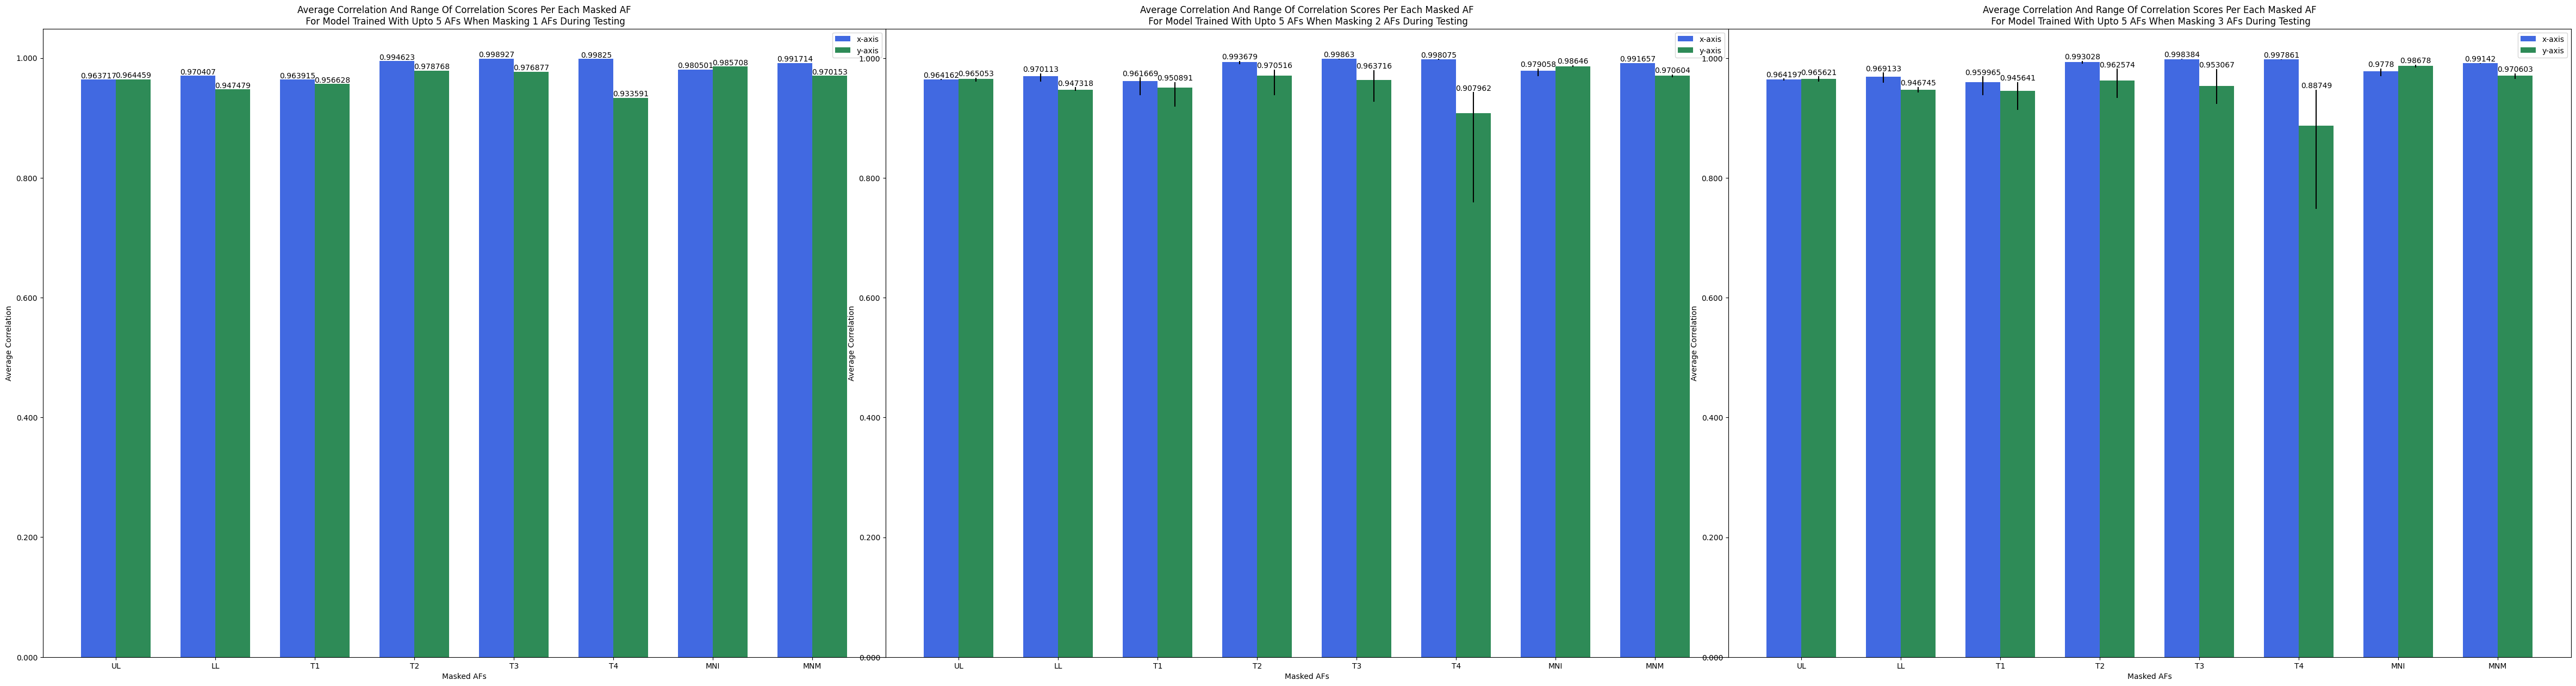 Average Correlation And Range Of Correlation Scores Per Each Masked AF
For Model Trained With Upto 5 AFs When Masking 1 AFs During Testing
x-axis
y-axis
1.000
0.800
0.600
0.400
0.200
0.000
Average Correlation
0.963717 0.964459
0.970407 0.947479
0.963915 0.956628
0.994623 0.978768
0.998927 0.976877
0.99825 0.933591
0.980501 0.985708
0.991714 0.970153
UL LL T1 T2 T3 T4 MNI MNM
Masked AFs
Average Correlation And Range Of Correlation Scores Per Each Masked AF
For Model Trained With Upto 5 AFs When Masking 2 AFs During Testing
x-axis
y-axis
1.000
0.800
0.600
0.400
0.200
0.000
Average Correlation
0.964162 0.965053
0.970113 0.947318
0.961669 0.950891
0.993679 0.970516
0.99863 0.963716
0.998075 0.907962
0.979058 0.98646
0.991657 0.970604
UL LL T1 T2 T3 T4 MNI MNM
Masked AFs
Average Correlation And Range Of Correlation Scores Per Each Masked AF
For Model Trained With Upto 5 AFs When Masking 3 AFs During Testing
x-axis
y-axis
1.000
0.800
0.600
0.400
0.200
0.000
Average Correlation
0.964197 0.965621
0.969133 0.946745
0.959965 0.945641
0.993028 0.962574
0.998384 0.953067
0.997861 0.88749
0.9778 0.98678
0.99142 0.970603
UL LL T1 T2 T3 T4 MNI MNM
Masked AFs